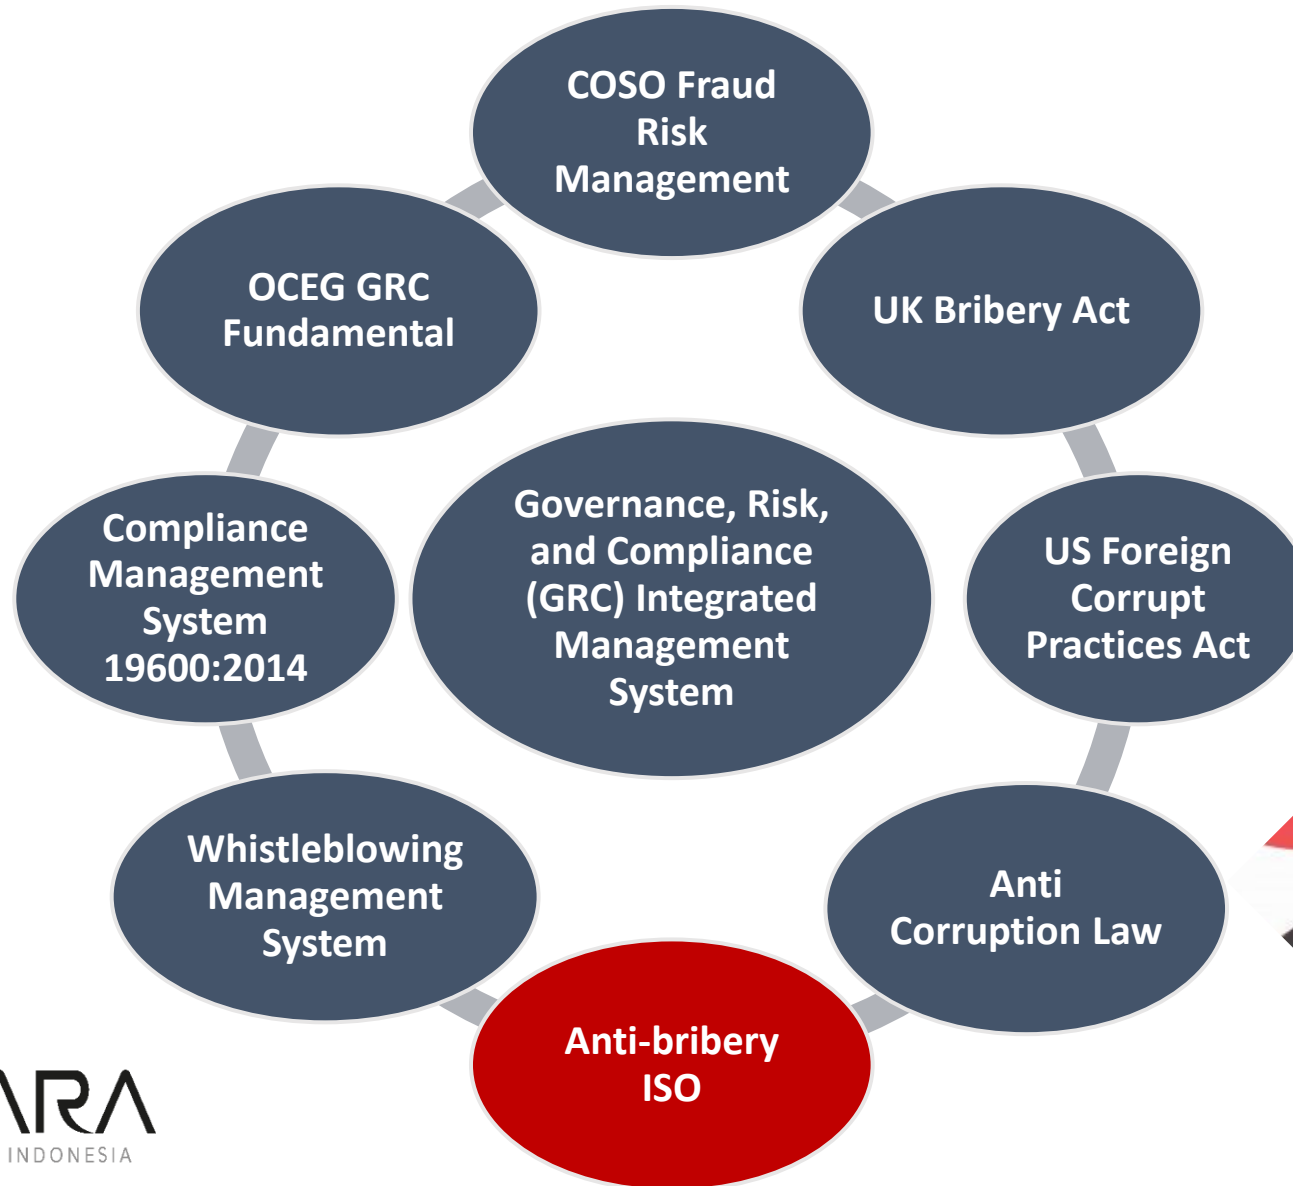 COSO Fraud
Risk
Management
OCEG GRC
Fundamental
UK Bribery Act
Governance, Risk,
and Compliance
(GRC) Integrated
Management
System
Compliance
Management
System
19600:2014
US Foreign
Corrupt
Practices Act
Whistleblowing
Management
System
Anti
Corruption Law
Anti-bribery
ISO
INDONESIA